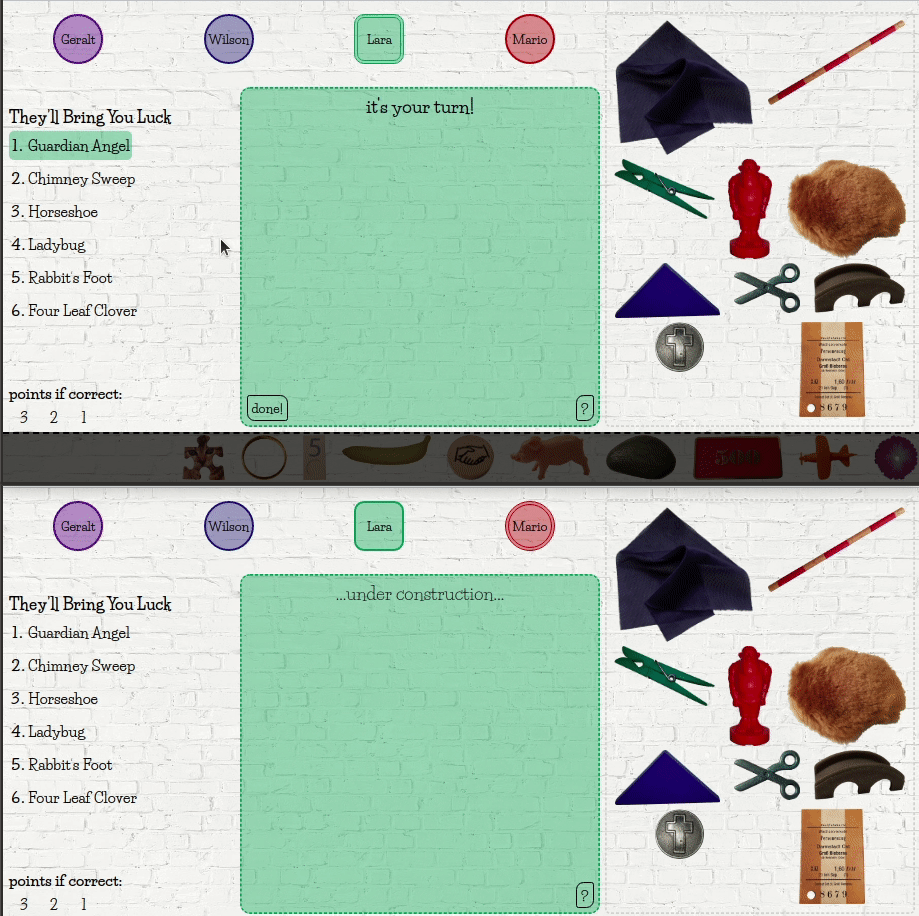 Geralt Wilson Lara Mario
They'll Bring You Luck
it's your turn!
1. Guardian Angel
2. Chimney Sweep
3. Horseshoe
4. Ladybug
5. Rabbit's Foot
6. Four Leaf Clover
points if correct:
3 2 1
done!
?
8679
5
Geralt Wilson Lara Mario
They'll Bring You Luck
...under construction...
1. Guardian Angel
2. Chimney Sweep
3. Horseshoe
4. Ladybug
5. Rabbit's Foot
6. Four Leaf Clover
points if correct:
3 2 1
?
8679